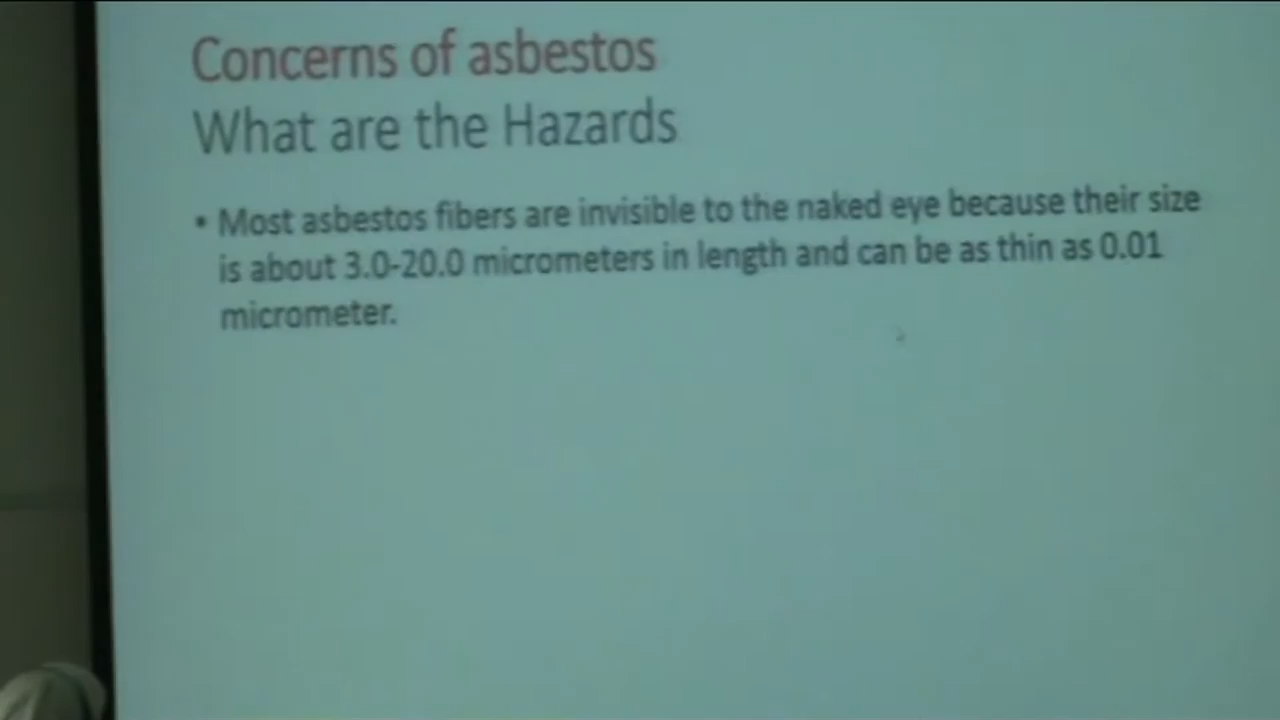 Concerns of asbestos
What are the Hazards
• Most asbestos fibers are invisible to the naked eye because their size
is about 3.0-20.0 micrometers in length and can be as thin as 0.01
micrometer.